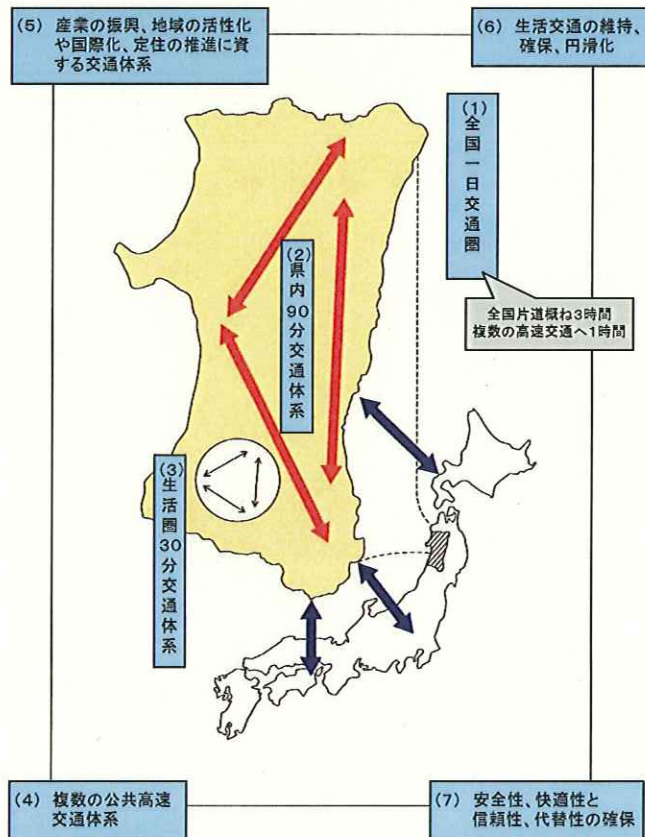 (5) 産業の振興、地域の活性化
や国際化、定住の推進に資
する交通体系
(6) 生活交通の維持、
確保、円滑化
(1)全国一日交通圏
全国片道概ね3時間
複数の高速交通へ1時間
(2)県内90分交通体系
(3)生活圏30分交通体系
(4) 複数の公共高速
交通体系
(7) 安全性、快適性と
信頼性、代替性の確保